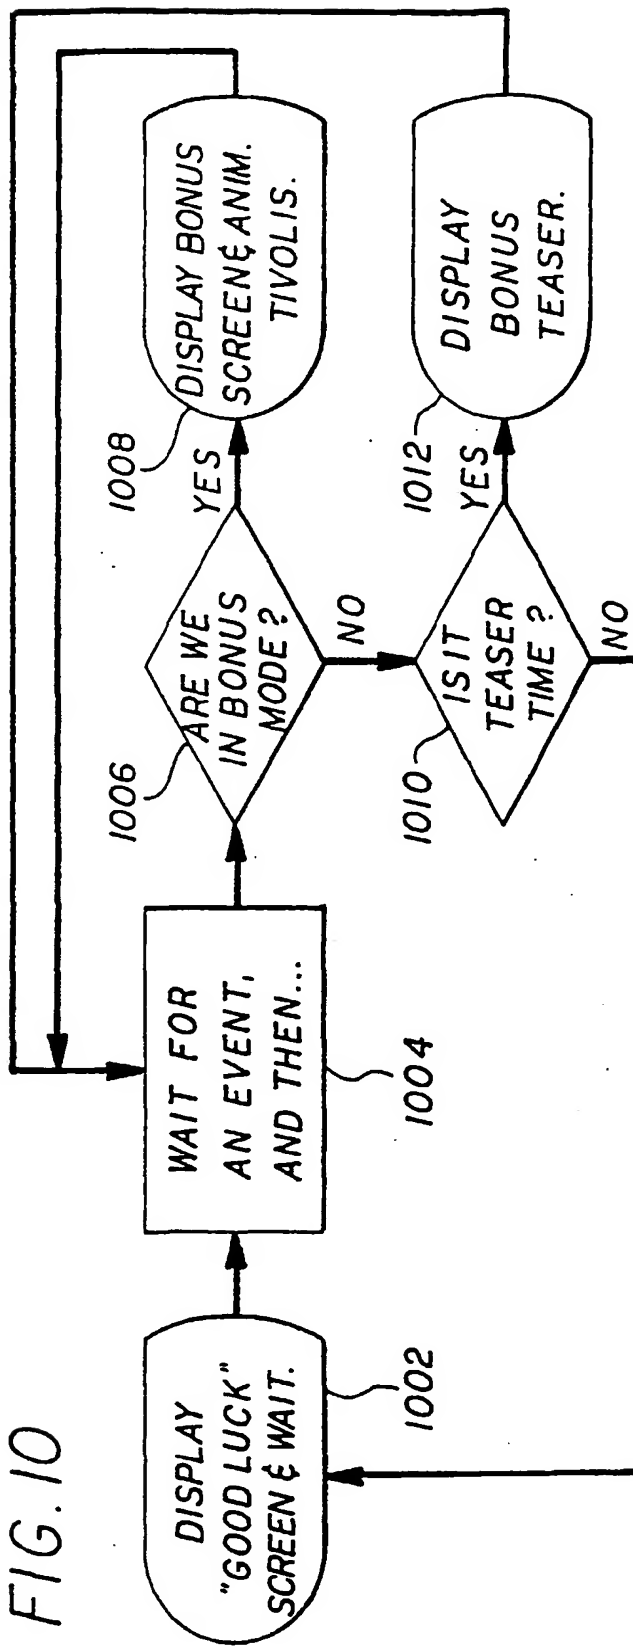 FIG. 10
DISPLAY
"GOOD LUCK"
SCREEN & WAIT.
1002
WAIT FOR
AN EVENT,
AND THEN...
1004
ARE WE
IN BONUS
MODE?
1006
YES
NO
DISPLAY BONUS
SCREEN & ANIM.
TIVOLIS.
1008
IS IT
TEASER
TIME ?
1010
YES
NO
DISPLAY
BONUS
TEASER.
1012